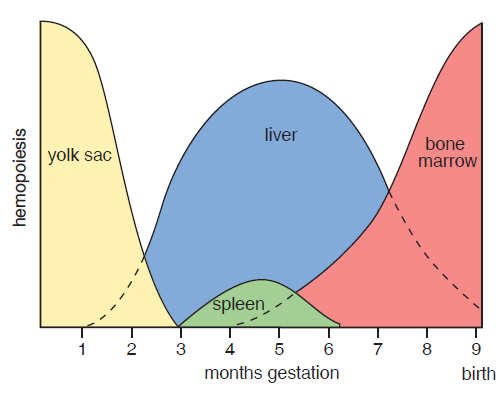 hemopoiesis
yolk sac
liver
spleen
bone
marrow
1 2 3 4 5 6 7 8 9
months gestation
birth